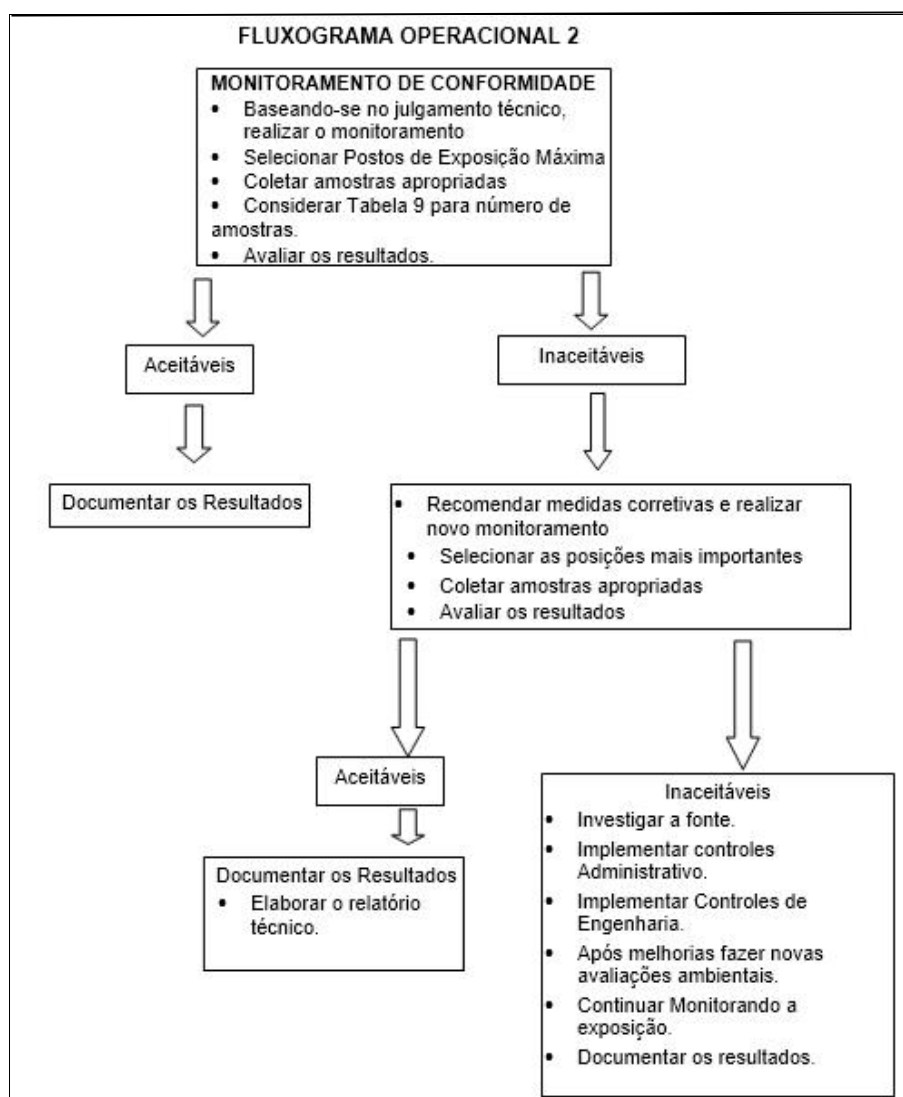 FLUXOGRAMA OPERACIONAL 2
MONITORAMENTO DE CONFORMIDADE
• Baseando-se no julgamento técnico,
realizar o monitoramento
• Selecionar Postos de Exposição Máxima
• Coletar amostras apropriadas
• Considerar Tabela 9 para número de
amostras.
• Avaliar os resultados.
Aceitáveis
Inaceitáveis
Documentar os Resultados
• Recomendar medidas corretivas e realizar
novo monitoramento
• Selecionar as posições mais importantes
• Coletar amostras apropriadas
• Avaliar os resultados
Aceitáveis
Documentar os Resultados
• Elaborar o relatório
técnico.
Inaceitáveis
• Investigar a fonte.
• Implementar controles
Administrativo.
• Implementar Controles de
Engenharia.
• Após melhorias fazer novas
avaliações ambientais.
• Continuar Monitorando a
exposição.
• Documentar os resultados.